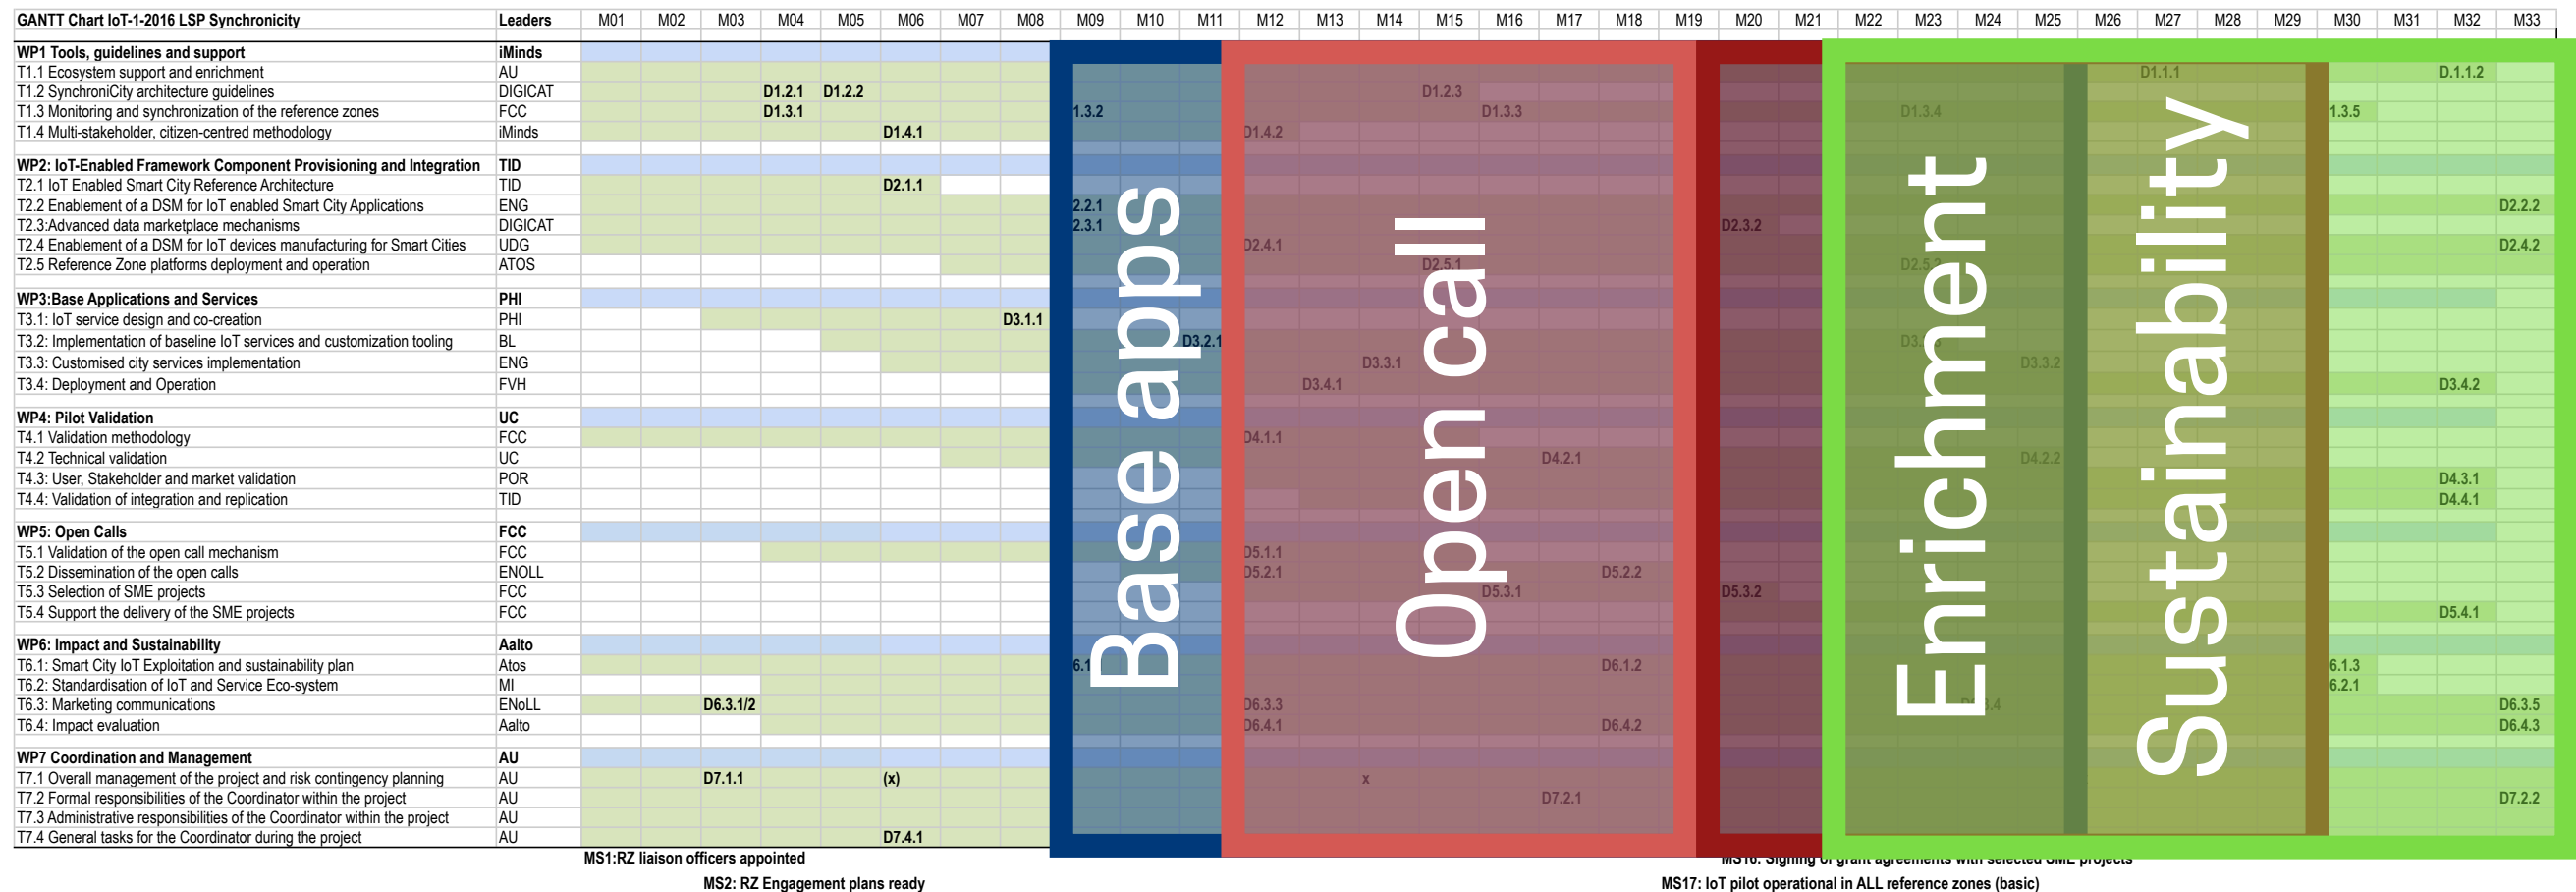 GANTT Chart IoT-1-2016 LSP Synchronicity Leaders M01 M02 M03 M04 M05 M06 M07 M08 M09 M10 M11 M12 M13 M14 M15 M16 M17 M18 M19 M20 M21 M22 M23 M24 M25 M26 M27 M28 M29 M30 M31 M32 M33
WP1 Tools, guidelines and support iMinds
T1.1 Ecosystem support and enrichment AU D1.1.1 D.1.1.2
T1.2 SynchroniCity architecture guidelines DIGICAT D1.2.1 D1.2.2 D1.2.3
T1.3 Monitoring and synchronization of the reference zones FCC D1.3.1 1.3.2 D1.3.3 D1.3.4 1.3.5
T1.4 Multi-stakeholder, citizen-centred methodology iMinds D1.4.1 D1.4.2
WP2: IoT-Enabled Framework Component Provisioning and Integration TID
T2.1 IoT Enabled Smart City Reference Architecture TID D2.1.1
T2.2 Enablement of a DSM for IoT enabled Smart City Applications ENG 2.2.1 D2.2.2
T2.3:Advanced data marketplace mechanisms DIGICAT 2.3.1 D2.3.2
T2.4 Enablement of a DSM for IoT devices manufacturing for Smart Cities UDG D2.4.1 D2.4.2
T2.5 Reference Zone platforms deployment and operation ATOS D2.5.1 D2.5.2
WP3:Base Applications and Services PHI
T3.1: IoT service design and co-creation PHI D3.1.1
T3.2: Implementation of baseline IoT services and customization tooling BL D3.2.1
T3.3: Customised city services implementation ENG D3.3.1 D3.3.2
T3.4: Deployment and Operation FVH D3.4.1 D3.4.2
WP4: Pilot Validation UC
T4.1 Validation methodology FCC D4.1.1
T4.2 Technical validation UC D4.2.1 D4.2.2
T4.3: User, Stakeholder and market validation POR D4.3.1
T4.4: Validation of integration and replication TID D4.4.1
WP5: Open Calls FCC
T5.1 Validation of the open call mechanism FCC D5.1.1
T5.2 Dissemination of the open calls ENOLL D5.2.1 D5.2.2
T5.3 Selection of SME projects FCC D5.3.1 D5.3.2
T5.4 Support the delivery of the SME projects FCC D5.4.1
WP6: Impact and Sustainability Aalto
T6.1: Smart City IoT Exploitation and sustainability plan Atos 6.1 D6.1.2 6.1.3
T6.2: Standardisation of IoT and Service Eco-system MI 6.2.1
T6.3: Marketing communications ENoLL D6.3.1/2 D6.3.3 D6.3.5
T6.4: Impact evaluation Aalto D6.4.1 D6.4.2 D6.4.3
WP7 Coordination and Management AU
T7.1 Overall management of the project and risk contingency planning AU D7.1.1 (x) x
T7.2 Formal responsibilities of the Coordinator within the project AU D7.2.1 D7.2.2
T7.3 Administrative responsibilities of the Coordinator within the project AU
T7.4 General tasks for the Coordinator during the project AU D7.4.1
Base apps
Open call
Enrichment
Sustainability
MS1:RZ liaison officers appointed MS16: Signing of grant agreements with selected SME projects
MS2: RZ Engagement plans ready MS17: IoT pilot operational in ALL reference zones (basic)